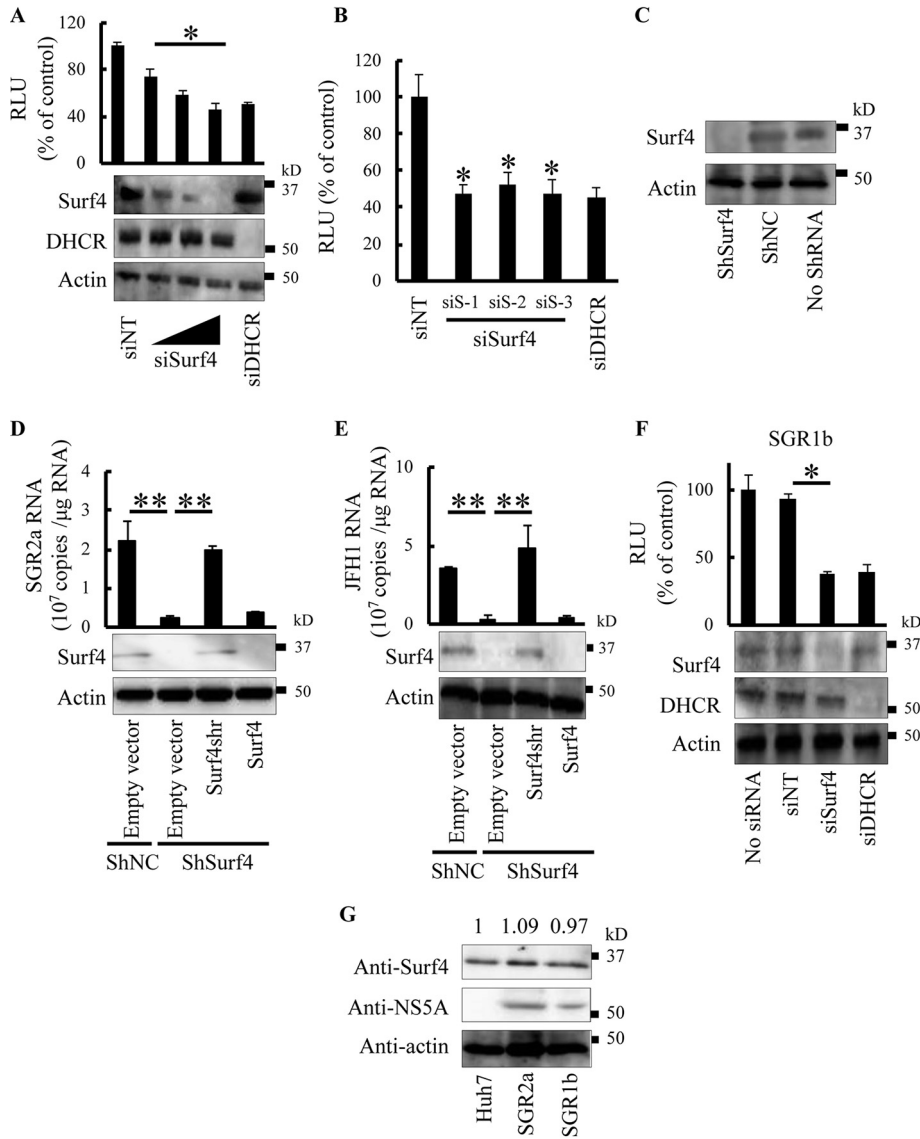 A
120
80
40
0
RLU
(% of control)
*
kD
Surf4
37
DHCR
50
Actin
50
siNT
siSurf4
siDHCR
B
120
100
80
60
40
20
0
RLU (% of control)
* * *
siNT
siS-1 siS-2 siS-3
siSurf4
siDHCR
C
kD
Surf4
37
Actin
50
ShSurf4
ShNC
No ShRNA
D
SGR2a RNA
(10⁷ copies /μg RNA)
4
3
2
1
0
** **
kD
Surf4
37
Actin
50
Empty vector
Empty vector
Surf4shr
Surf4
ShNC
ShSurf4
E
JFH1 RNA
(10⁷ copies /μg RNA)
10
5
0
** **
kD
Surf4
37
Actin
50
Empty vector
Empty vector
Surf4shr
Surf4
ShNC
ShSurf4
F
SGR1b
RLU
(% of control)
100
50
0
*
kD
Surf4
37
DHCR
50
Actin
50
No siRNA
siNT
siSurf4
siDHCR
G
1 1.09 0.97
kD
Anti-Surf4
37
Anti-NS5A
50
Anti-actin
50
Huh7
SGR2a
SGR1b